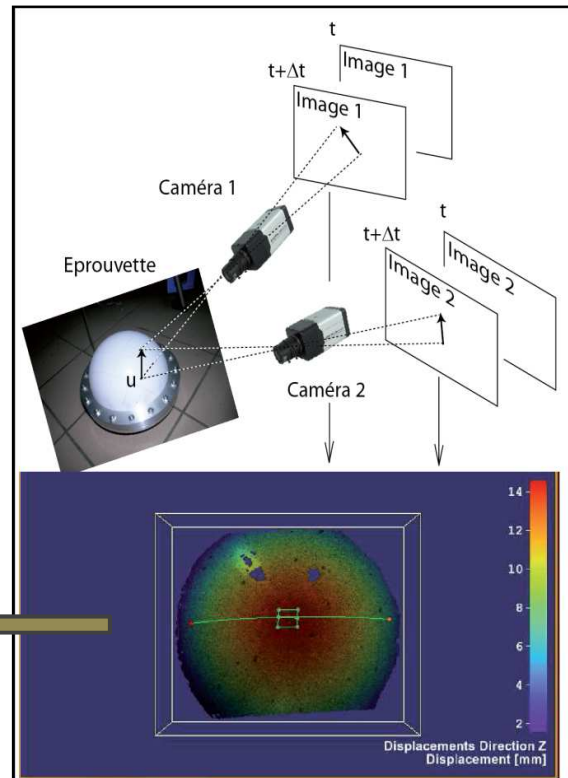 t
Image 1
t+Δt
Image 1
Caméra 1
t
t+Δt
Image 2
Image 2
Eprouvette
u
Caméra 2
14
12
10
8
6
4
2
Displacements Direction Z
Displacement [mm]